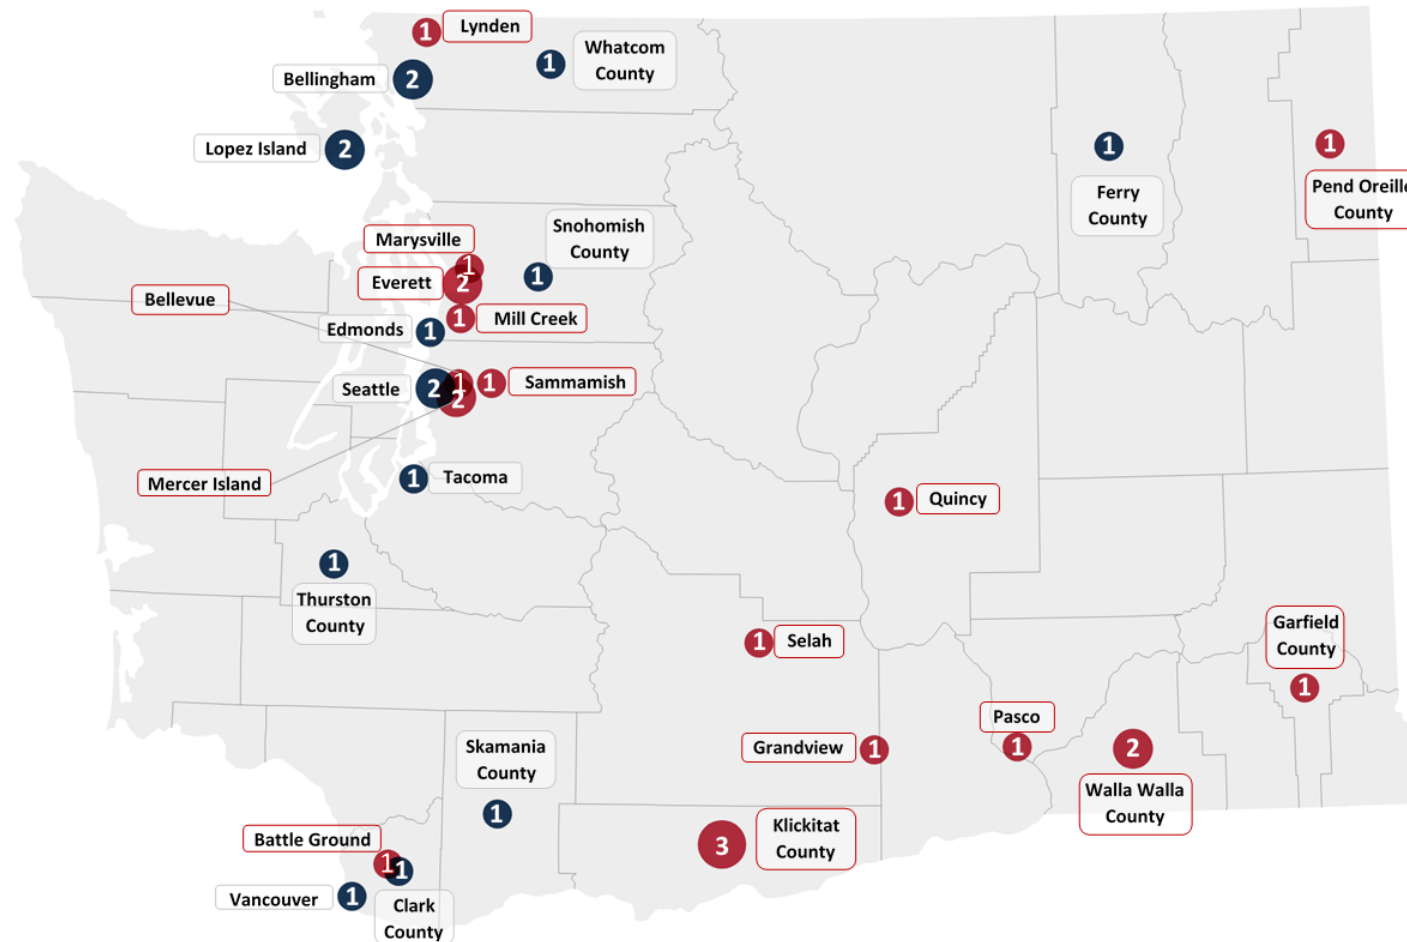 1
Lynden
Whatcom
County
1
Bellingham
2
Lopez Island
2
1
Ferry
County
1
Pend Oreille
County
Snohomish
County
1
Marysville
1
Everett
2
Bellevue
1
Mill Creek
Edmonds
1
Seattle
2
1
2
1
Sammamish
Mercer Island
1
Tacoma
1
Quincy
1
Thurston
County
1
Selah
Garfield
County
1
Pasco
1
Grandview
1
2
Walla Walla
County
Skamania
County
1
3
Klickitat
County
Battle Ground
1
1
Vancouver
1
Clark
County